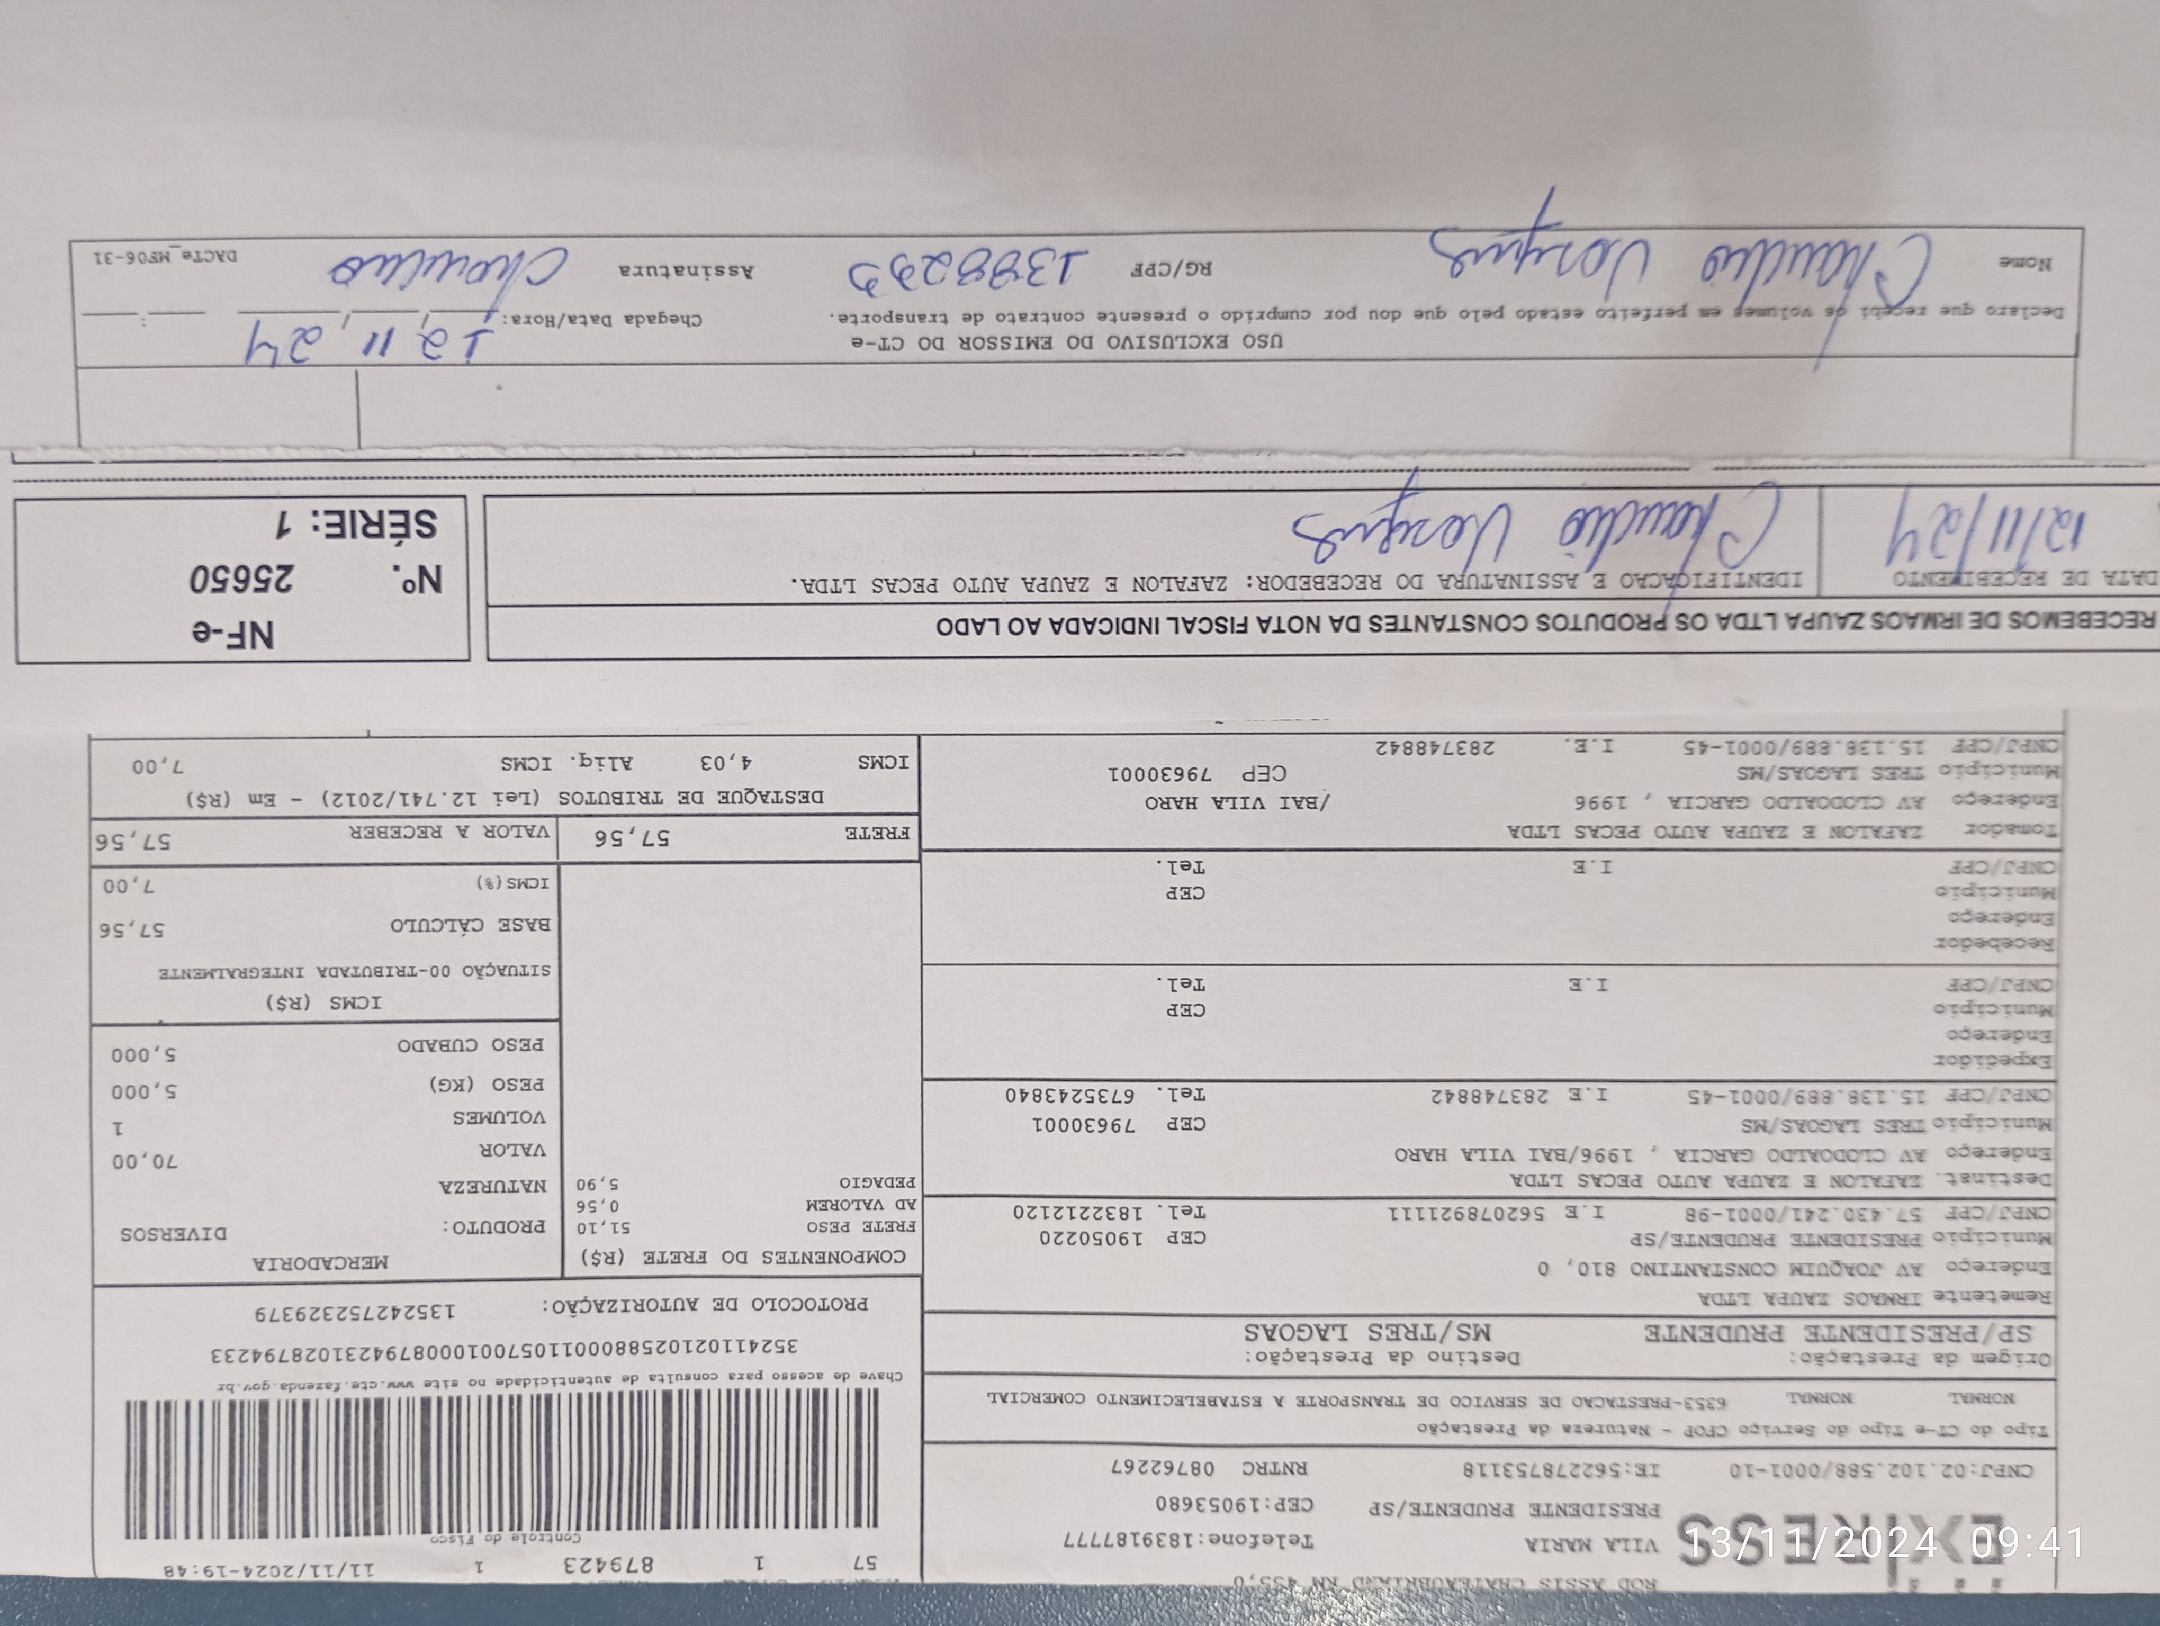 EXPRESS
ROD ASSIS CHATEAUBRIAND KM 455,0
VILA MARIA Telefone:1839187777
PRESIDENTE PRUDENTE/SP CEP:19053680
CNPJ:02.102.588/0001-10 IE:562278753118 RNTRC 08762267
57 1 879423 1 11/11/2024-19:48
Controle do Fisco
Tipo do CT-e Tipo do Serviço CFOP - Natureza da Prestação
NORMAL NORMAL 6353-PRESTACAO DE SERVICO DE TRANSPORTE A ESTABELECIMENTO COMERCIAL
Chave de acesso para consulta de autenticidade no site www.cte.fazenda.gov.br
35241102102588000110570010008794231028794233
Origem da Prestação: Destino da Prestação:
SP/PRESIDENTE PRUDENTE MS/TRES LAGOAS
PROTOCOLO DE AUTORIZAÇÃO: 135242752329379
Remetente IRMAOS ZAUPA LTDA
Endereço AV JOAQUIM CONSTANTINO 810, 0
Município PRESIDENTE PRUDENTE/SP CEP 19050220
CNPJ/CPF 57.430.241/0001-98 I.E 562078921111 Tel. 1832212120
Destinat. ZAFALON E ZAUPA AUTO PECAS LTDA
Endereço AV CLODOALDO GARCIA , 1996/BAI VILA HARO
Município TRES LAGOAS/MS CEP 79630001
CNPJ/CPF 15.138.889/0001-45 I.E 283748842 Tel. 6735243840
Expedidor
Endereço
Município CEP
CNPJ/CPF I.E Tel.
Recebedor
Endereço
Município CEP
CNPJ/CPF I.E Tel.
Tomador ZAFALON E ZAUPA AUTO PECAS LTDA
Endereço AV CLODOALDO GARCIA , 1996 /BAI VILA HARO
Município TRES LAGOAS/MS CEP 79630001
CNPJ/CPF 15.138.889/0001-45 I.E. 283748842
COMPONENTES DO FRETE (R$)
FRETE PESO 51,10
AD VALOREM 0,56
PEDAGIO 5,90
MERCADORIA
PRODUTO: DIVERSOS
NATUREZA
VALOR 70,00
VOLUMES 1
PESO (KG) 5,000
PESO CUBADO 5,000
ICMS (R$)
SITUAÇÃO 00-TRIBUTADA INTEGRALMENTE
BASE CÁLCULO 57,56
ICMS(%) 7,00
FRETE 57,56 VALOR A RECEBER 57,56
DESTAQUE DE TRIBUTOS (Lei 12.741/2012) - Em (R$)
ICMS 4,03 Aliq. ICMS 7,00
RECEBEMOS DE IRMAOS ZAUPA LTDA OS PRODUTOS CONSTANTES DA NOTA FISCAL INDICADA AO LADO
DATA DE RECEBIMENTO IDENTIFICACAO E ASSINATURA DO RECEBEDOR: ZAFALON E ZAUPA AUTO PECAS LTDA.
12/11/24
NF-e
Nº. 25650
SÉRIE: 1
USO EXCLUSIVO DO EMISSOR DO CT-e
Declaro que recebi os volumes em perfeito estado pelo que dou por cumprido o presente contrato de transporte. Chegada Data/Hora: 12/11/24 :
Nome RG/CPF Assinatura DACTe_MF06-31
13/11/2024 09:41